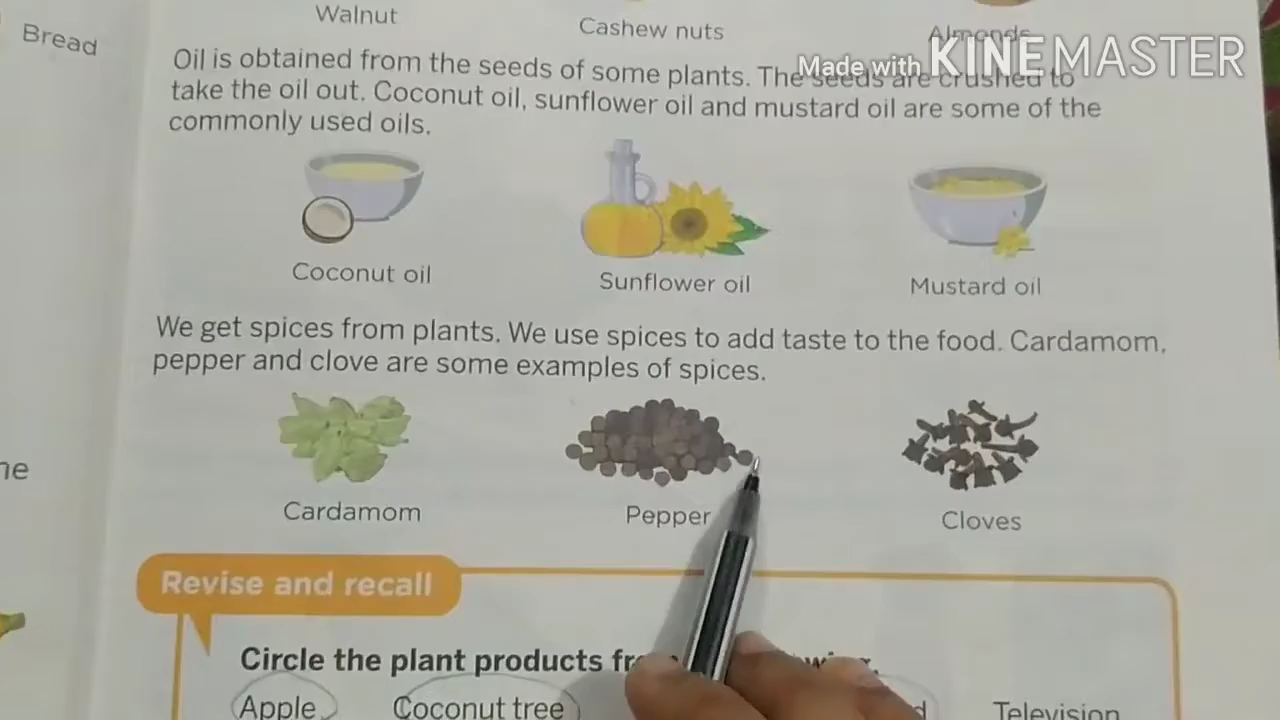 Bread
Walnut
Cashew nuts
Almonds
Made with KINEMASTER
Oil is obtained from the seeds of some plants. The seeds are crushed to
take the oil out. Coconut oil, sunflower oil and mustard oil are some of the
commonly used oils.
Coconut oil
Sunflower oil
Mustard oil
We get spices from plants. We use spices to add taste to the food. Cardamom,
pepper and clove are some examples of spices.
Cardamom
Pepper
Cloves
Revise and recall
Circle the plant products
Apple
Coconut tree
Television